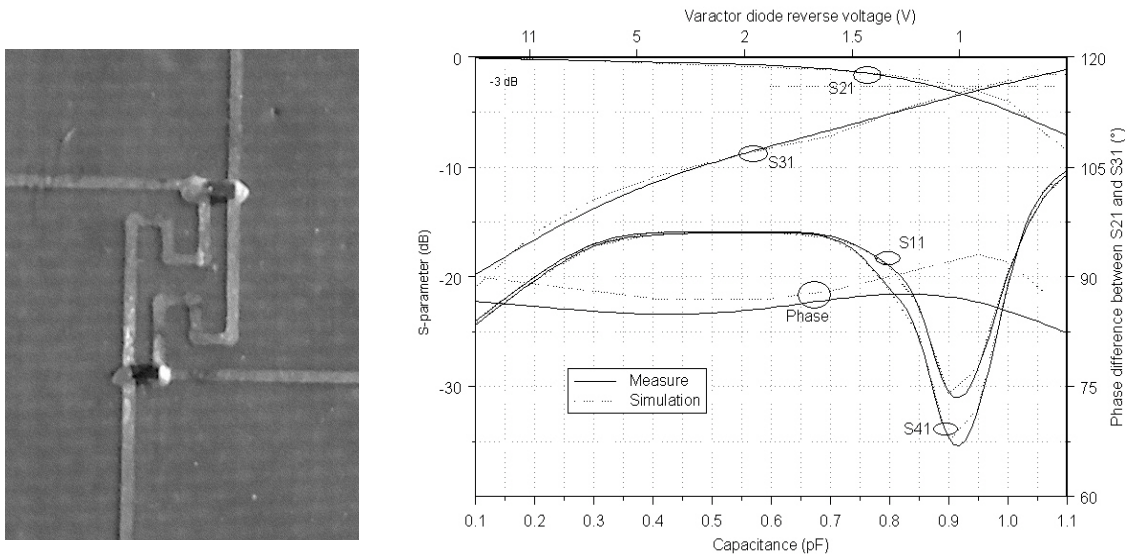 Varactor diode reverse voltage (V)
11 5 2 1.5 1
0 120
-3 dB
S21
105
-10
S31
S-parameter (dB)
Phase difference between S21 and S31 (°)
S11
-20 90
Phase
Measure
Simulation
-30 75
S41
-40 60
0.1 0.2 0.3 0.4 0.5 0.6 0.7 0.8 0.9 1.0 1.1
Capacitance (pF)